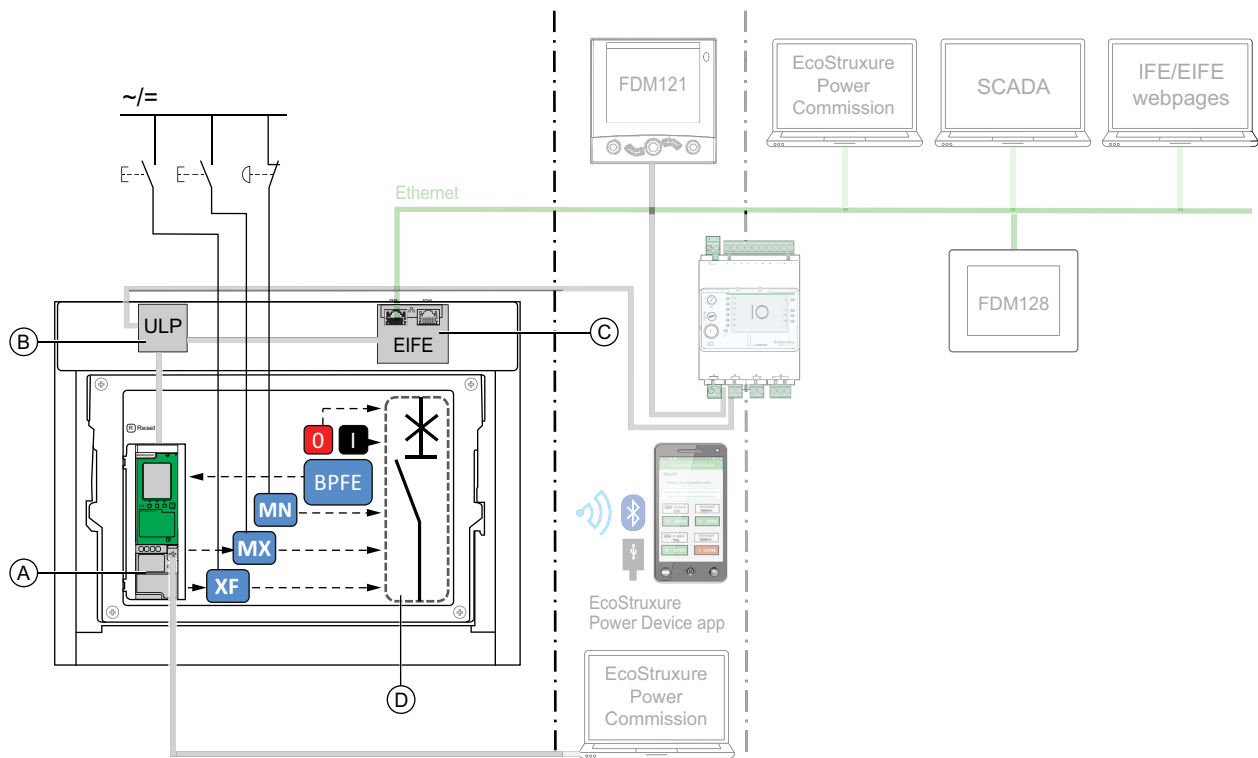 ~/=
FDM121
EcoStruxure
Power
Commission
SCADA
IFE/EIFE
webpages
Ethernet
FDM128
IO
ULP
EIFE
B
C
R Reset
0
I
BPFE
MN
MX
XF
A
D
EcoStruxure
Power Device app
EcoStruxure
Power
Commission